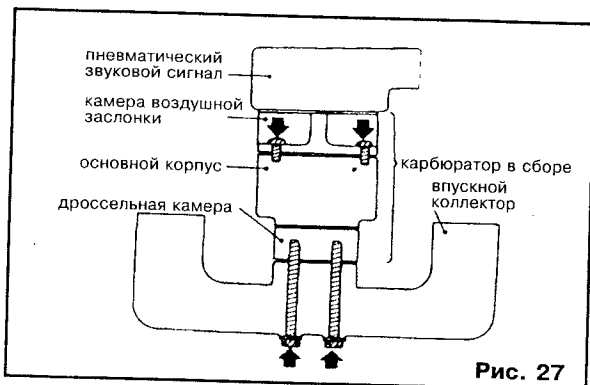 пневматический
звуковой сигнал
камера воздушной
заслонки
основной корпус
дроссельная камера
карбюратор в сборе
впускной
коллектор
Рис. 27